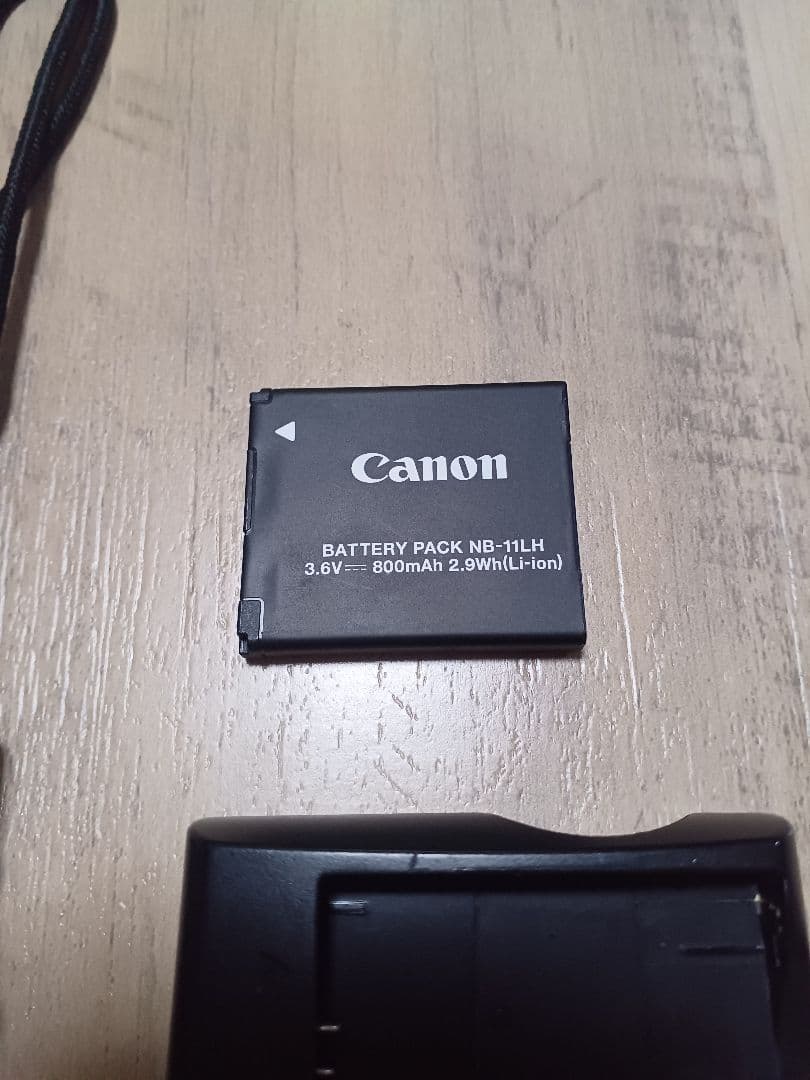 Canon
BATTERY PACK NB-11LH
3.6V⎓ 800mAh 2.9Wh(Li-ion)